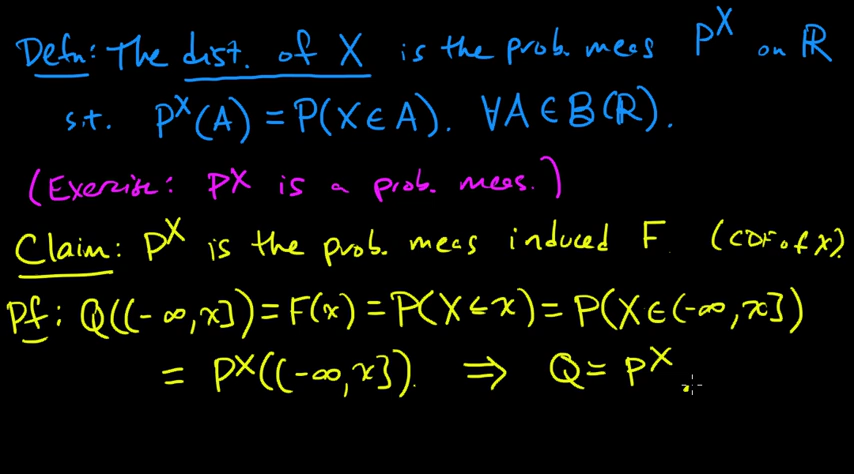 Defn: The dist. of X is the prob. meas P^X on ℝ
s.t. P^X(A) = P(X ∈ A). ∀A ∈ B(ℝ).
(Exercise: P^X is a prob. meas.)
Claim: P^X is the prob. meas induced F (CDF of X).
Pf: Q((-∞,x]) = F(x) = P(X ≤ x) = P(X ∈ (-∞,x])
= P^X((-∞,x]). ⇒ Q = P^X.